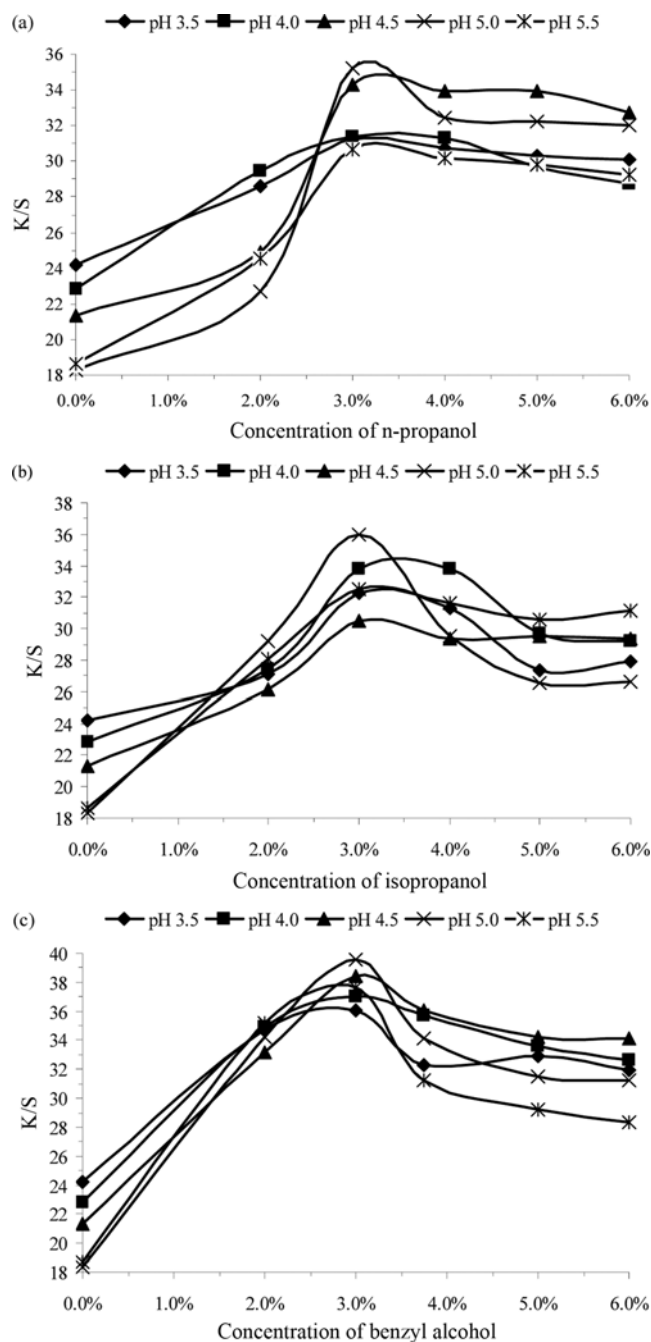 (a)
pH 3.5 pH 4.0 pH 4.5 pH 5.0 pH 5.5
36
34
32
30
28
26
24
22
20
18
K/S
0.0% 1.0% 2.0% 3.0% 4.0% 5.0% 6.0%
Concentration of n-propanol
(b)
pH 3.5 pH 4.0 pH 4.5 pH 5.0 pH 5.5
38
36
34
32
30
28
26
24
22
20
18
K/S
0.0% 1.0% 2.0% 3.0% 4.0% 5.0% 6.0%
Concentration of isopropanol
(c)
pH 3.5 pH 4.0 pH 4.5 pH 5.0 pH 5.5
40
38
36
34
32
30
28
26
24
22
20
18
K/S
0.0% 1.0% 2.0% 3.0% 4.0% 5.0% 6.0%
Concentration of benzyl alcohol